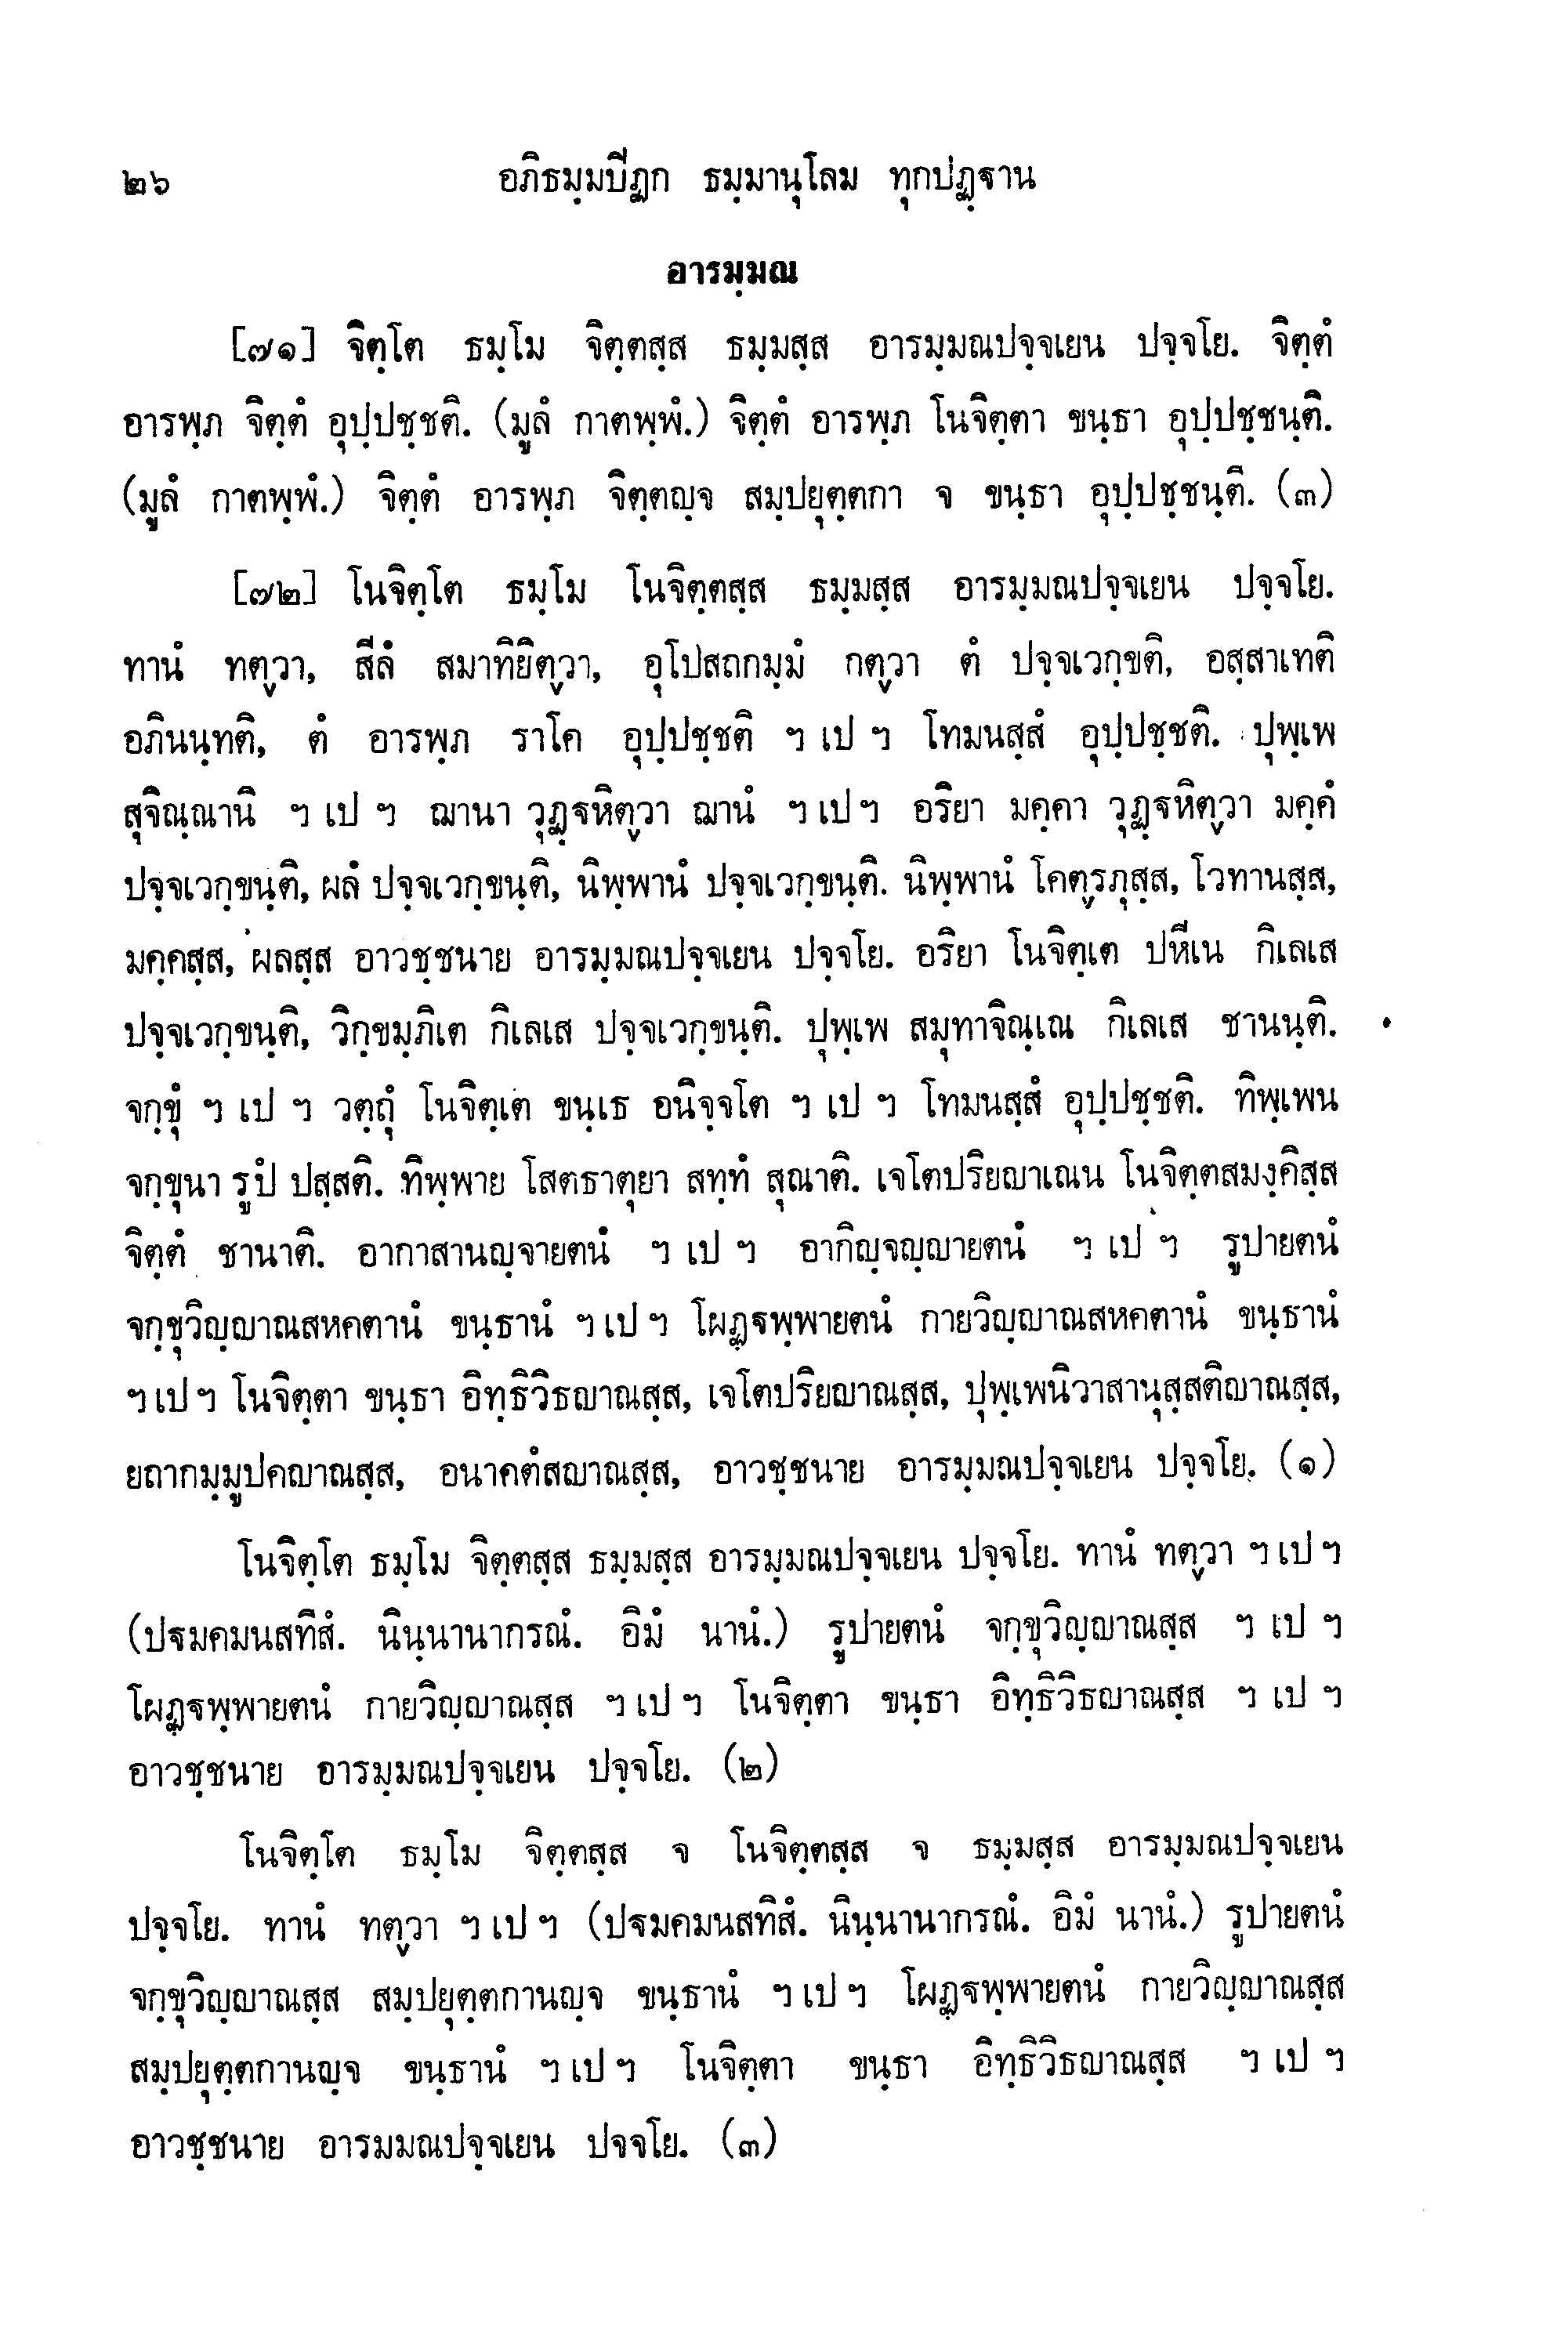 ๒๖ อภิธมฺมปีฏก ธมฺมานุโลม ทุกปฏฺฐาน
อารมฺมณ
[๗๑] จิตฺโต ธมฺโม จิตฺตสฺส ธมฺมสฺส อารมฺมณปจฺจเยน ปจฺจโย. จิตฺตํ
อารพฺภ จิตฺตํ อุปฺปชฺชติ. (มูลํ กาตพฺพํ.) จิตฺตํ อารพฺภ โนจิตฺตา ขนฺธา อุปฺปชฺชนฺติ.
(มูลํ กาตพฺพํ.) จิตฺตํ อารพฺภ จิตฺตญฺจ สมฺปยุตฺตกา จ ขนฺธา อุปฺปชฺชนฺติ. (๓)
[๗๒] โนจิตฺโต ธมฺโม โนจิตฺตสฺส ธมฺมสฺส อารมฺมณปจฺจเยน ปจฺจโย.
ทานํ ทตฺวา, สีลํ สมาทิยิตฺวา, อุโปสถกมฺมํ กตฺวา ตํ ปจฺจเวกฺขติ, อสฺสาเทติ
อภินนฺทติ, ตํ อารพฺภ ราโค อุปฺปชฺชติ ฯ เป ฯ โทมนสฺสํ อุปฺปชฺชติ. ปุพฺเพ
สุจิณฺณานิ ฯ เป ฯ ฌานา วุฏฺฐหิตฺวา ฌานํ ฯ เป ฯ อริยา มคฺคา วุฏฺฐหิตฺวา มคฺคํ
ปจฺจเวกฺขนฺติ, ผลํ ปจฺจเวกฺขนฺติ, นิพฺพานํ ปจฺจเวกฺขนฺติ. นิพฺพานํ โคตฺรภุสฺส, โวทานสฺส,
มคฺคสฺส, ผลสฺส อาวชฺชนาย อารมฺมณปจฺจเยน ปจฺจโย. อริยา โนจิตฺเต ปหีเน กิเลเส
ปจฺจเวกฺขนฺติ, วิกฺขมฺภิเต กิเลเส ปจฺจเวกฺขนฺติ. ปุพฺเพ สมุทาจิณฺเณ กิเลเส ชานนฺติ.
จกฺขุํ ฯ เป ฯ วตฺถุํ โนจิตฺเต ขนฺเธ อนิจฺจโต ฯ เป ฯ โทมนสฺสํ อุปฺปชฺชติ. ทิพฺเพน
จกฺขุนา รูปํ ปสฺสติ. ทิพฺพาย โสตธาตุยา สทฺทํ สุณาติ. เจโตปริยญาเณน โนจิตฺตสมงฺคิสฺส
จิตฺตํ ชานาติ. อากาสานญฺจายตนํ ฯ เป ฯ อากิญฺจญฺญายตนํ ฯ เป ฯ รูปายตนํ
จกฺขุวิญฺญาณสหคตานํ ขนฺธานํ ฯ เป ฯ โผฏฺฐพฺพายตนํ กายวิญฺญาณสหคตานํ ขนฺธานํ
ฯ เป ฯ โนจิตฺตา ขนฺธา อิทฺธิวิธญาณสฺส, เจโตปริยญาณสฺส, ปุพฺเพนิวาสานุสฺสติญาณสฺส,
ยถากมฺมูปคญาณสฺส, อนาคตํสญาณสฺส, อาวชฺชนาย อารมฺมณปจฺจเยน ปจฺจโย. (๑)
โนจิตฺโต ธมฺโม จิตฺตสฺส ธมฺมสฺส อารมฺมณปจฺจเยน ปจฺจโย. ทานํ ทตฺวา ฯ เป ฯ
(ปฐมคมนสทิสํ. นินฺนานากรณํ. อิมํ นานํ.) รูปายตนํ จกฺขุวิญฺญาณสฺส ฯ เป ฯ
โผฏฺฐพฺพายตนํ กายวิญฺญาณสฺส ฯ เป ฯ โนจิตฺตา ขนฺธา อิทฺธิวิธญาณสฺส ฯ เป ฯ
อาวชฺชนาย อารมฺมณปจฺจเยน ปจฺจโย. (๒)
โนจิตฺโต ธมฺโม จิตฺตสฺส จ โนจิตฺตสฺส จ ธมฺมสฺส อารมฺมณปจฺจเยน
ปจฺจโย. ทานํ ทตฺวา ฯ เป ฯ (ปฐมคมนสทิสํ. นินฺนานากรณํ. อิมํ นานํ.) รูปายตนํ
จกฺขุวิญฺญาณสฺส สมฺปยุตฺตกานญฺจ ขนฺธานํ ฯ เป ฯ โผฏฺฐพฺพายตนํ กายวิญฺญาณสฺส
สมฺปยุตฺตกานญฺจ ขนฺธานํ ฯ เป ฯ โนจิตฺตา ขนฺธา อิทฺธิวิธญาณสฺส ฯ เป ฯ
อาวชฺชนาย อารมมณปจฺจเยน ปจจโย. (๓)